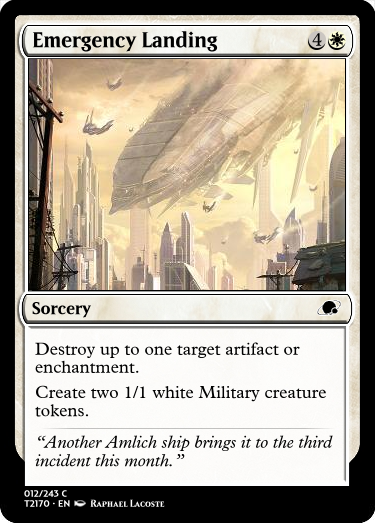 Emergency Landing 4
Sorcery
Destroy up to one target artifact or
enchantment.
Create two 1/1 white Military creature
tokens.
“Another Amlich ship brings it to the third
incident this month.”
012/243 C
T2170 • EN Raphael Lacoste